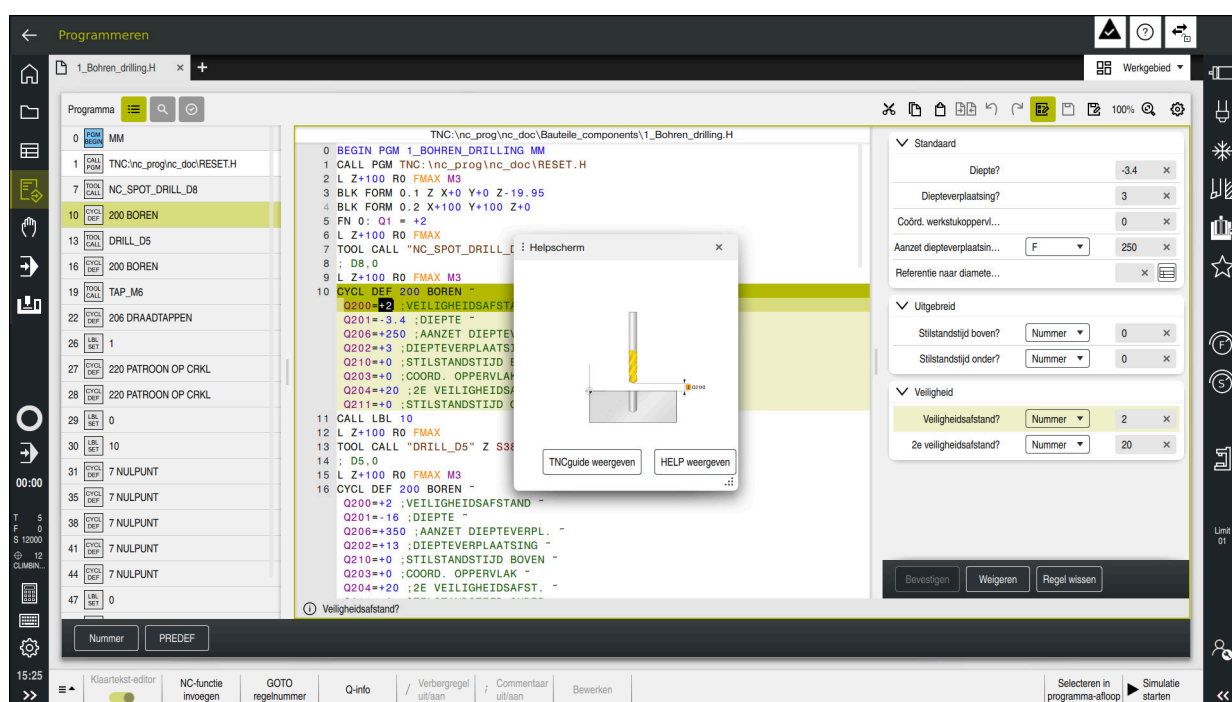 Programmeren
1_Bohren_drilling.H × +
Werkgebied
Programma
100%
0 PGM BEGIN MM
1 CALL PGM TNC:\nc_prog\nc_doc\RESET.H
7 TOOL CALL NC_SPOT_DRILL_D8
10 CYCL DEF 200 BOREN
13 TOOL CALL DRILL_D5
16 CYCL DEF 200 BOREN
19 TOOL CALL TAP_M6
22 CYCL DEF 206 DRAADTAPPEN
26 LBL SET 1
27 CYCL DEF 220 PATROON OP CRKL
28 CYCL DEF 220 PATROON OP CRKL
29 LBL SET 0
30 LBL SET 10
31 CYCL DEF 7 NULPUNT
35 CYCL DEF 7 NULPUNT
38 CYCL DEF 7 NULPUNT
41 CYCL DEF 7 NULPUNT
44 CYCL DEF 7 NULPUNT
47 LBL SET 0
TNC:\nc_prog\nc_doc\Bauteile_components\1_Bohren_drilling.H
0 BEGIN PGM 1_BOHREN_DRILLING MM
1 CALL PGM TNC:\nc_prog\nc_doc\RESET.H
2 L Z+100 R0 FMAX M3
3 BLK FORM 0.1 Z X+0 Y+0 Z-19.95
4 BLK FORM 0.2 X+100 Y+100 Z+0
5 FN 0: Q1 = +2
6 L Z+100 R0 FMAX
7 TOOL CALL "NC_SPOT_DRILL_
8 ; D8,0
9 L Z+100 R0 FMAX M3
10 CYCL DEF 200 BOREN ~
Q200=+2 ;VEILIGHEIDSAFST
Q201=-3.4 ;DIEPTE ~
Q206=+250 ;AANZET DIEPTEV
Q202=+3 ;DIEPTEVERPLAATS
Q210=+0 ;STILSTANDSTIJD B
Q203=+0 ;COORD. OPPERVLAK
Q204=+20 ;2E VEILIGHEIDSA
Q211=+0 ;STILSTANDSTIJD O
11 CALL LBL 10
12 L Z+100 R0 FMAX
13 TOOL CALL "DRILL_D5" Z S38
14 ; D5,0
15 L Z+100 R0 FMAX M3
16 CYCL DEF 200 BOREN ~
Q200=+2 ;VEILIGHEIDSAFSTAND ~
Q201=-16 ;DIEPTE ~
Q206=+350 ;AANZET DIEPTEVERPL. ~
Q202=+13 ;DIEPTEVERPLAATSING ~
Q210=+0 ;STILSTANDSTIJD BOVEN ~
Q203=+0 ;COORD. OPPERVLAK ~
Q204=+20 ;2E VEILIGHEIDSAFST. ~
Veiligheidsafstand?
Helpscherm ×
Q200
TNCguide weergeven
HELP weergeven
Standaard
Diepte? -3.4 ×
Diepteverplaatsing? 3 ×
Coörd. werkstukoppervl... 0 ×
Aanzet diepteverplaatsin... F 250 ×
Referentie naar diamete... ×
Uitgebreid
Stilstandstijd boven? Nummer 0 ×
Stilstandstijd onder? Nummer 0 ×
Veiligheid
Veiligheidsafstand? Nummer 2 ×
2e veiligheidsafstand? Nummer 20 ×
Bevestigen
Weigeren
Regel wissen
Nummer
PREDEF
00:00
T 5
F 0
S 12000
12
CLIMBIN...
15:25
Limit
01
F
S
Klaartekst-editor
NC-functie invoegen
GOTO regelnummer
Q-info
/ Verbergregel uit/aan
; Commentaar uit/aan
Bewerken
Selecteren in programma-afloop
Simulatie starten